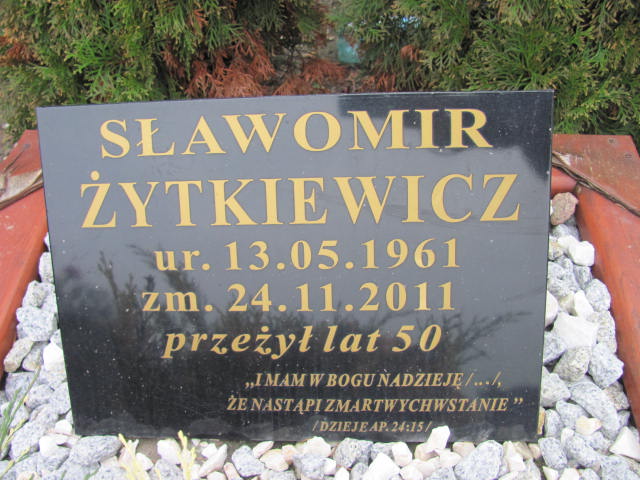 SŁAWOMIR
ŻYTKIEWICZ
ur. 13.05.1961
zm. 24.11.2011
przeżył lat 50
„I MAM W BOGU NADZIEJĘ /.../,
ŻE NASTĄPI ZMARTWYCHWSTANIE”
/DZIEJE AP. 24:15/